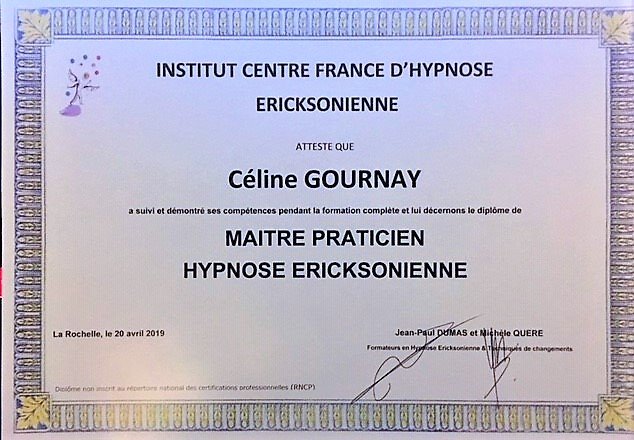 INSTITUT CENTRE FRANCE D'HYPNOSE
ERICKSONIENNE
ATTESTE QUE
Céline GOURNAY
a suivi et démontré ses compétences pendant la formation complète et lui décernons le diplôme de
MAITRE PRATICIEN
HYPNOSE ERICKSONIENNE
La Rochelle, le 20 avril 2019
Jean-Paul DUMAS et Michèle QUERE
Formateurs en Hypnose Ericksonienne & Techniques de changements
Diplôme non inscrit au répertoire national des certifications professionnelles (RNCP)